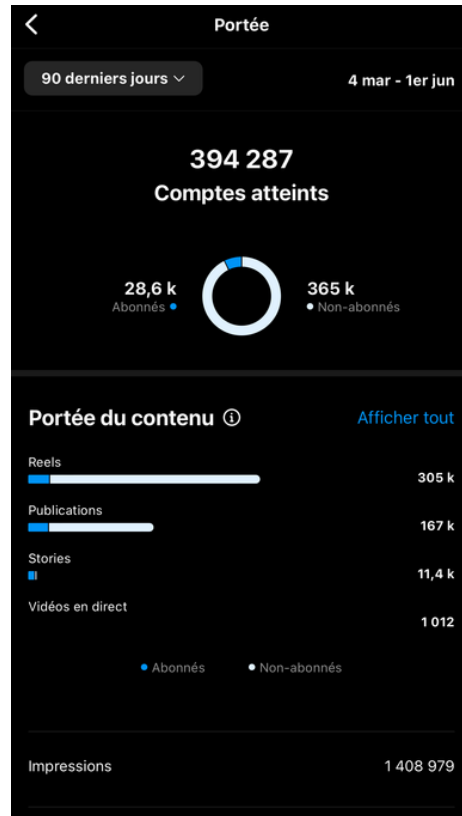 Portée
90 derniers jours
4 mar - 1er jun
394 287
Comptes atteints
28,6 k
Abonnés
365 k
Non-abonnés
Portée du contenu
Afficher tout
Reels
305 k
Publications
167 k
Stories
11,4 k
Vidéos en direct
1 012
Abonnés
Non-abonnés
Impressions
1 408 979